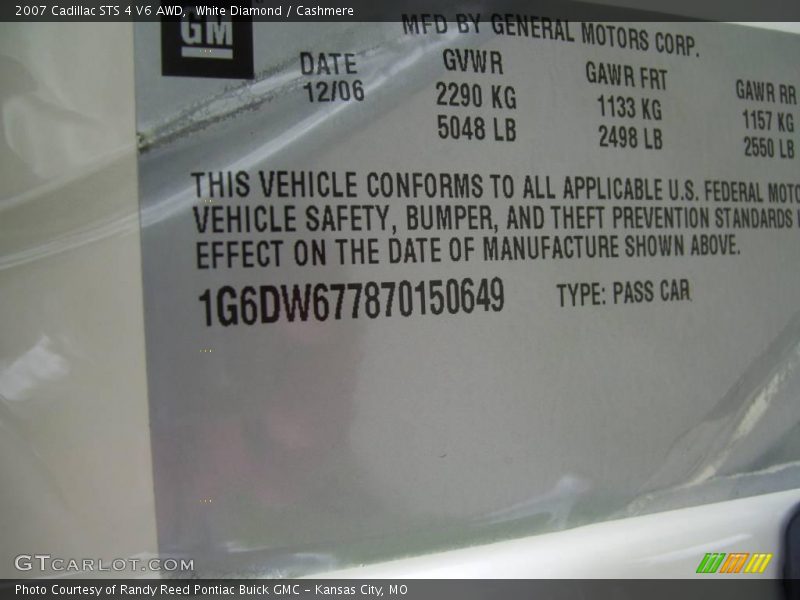 2007 Cadillac STS 4 V6 AWD, White Diamond / Cashmere
GM
MFD BY GENERAL MOTORS CORP.
DATE GVWR GAWR FRT GAWR RR
12/06 2290 KG 1133 KG 1157 KG
5048 LB 2498 LB 2550 LB
THIS VEHICLE CONFORMS TO ALL APPLICABLE U.S. FEDERAL MOTO
VEHICLE SAFETY, BUMPER, AND THEFT PREVENTION STANDARDS
EFFECT ON THE DATE OF MANUFACTURE SHOWN ABOVE.
1G6DW677870150649 TYPE: PASS CAR
GTcarlot.com
Photo Courtesy of Randy Reed Pontiac Buick GMC - Kansas City, MO